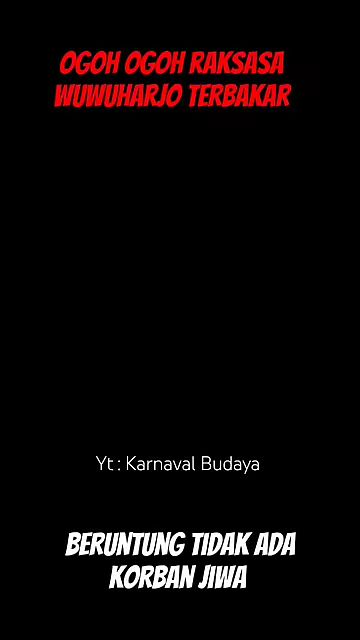 OGOH OGOH RAKSASA
WUWUHARJO TERBAKAR
Yt : Karnaval Budaya
BERUNTUNG TIDAK ADA
KORBAN JIWA